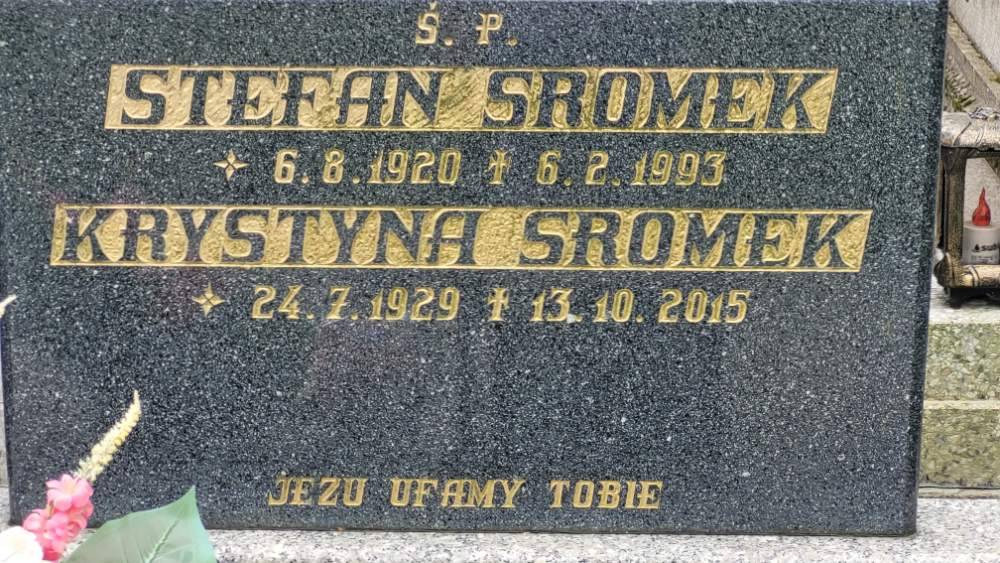 Ś. P.
STEFAN SROMEK
6.8.1920 ✝ 6.2.1993
KRYSTYNA SROMEK
24.7.1929 ✝ 13.10.2015
JEZU UFAMY TOBIE